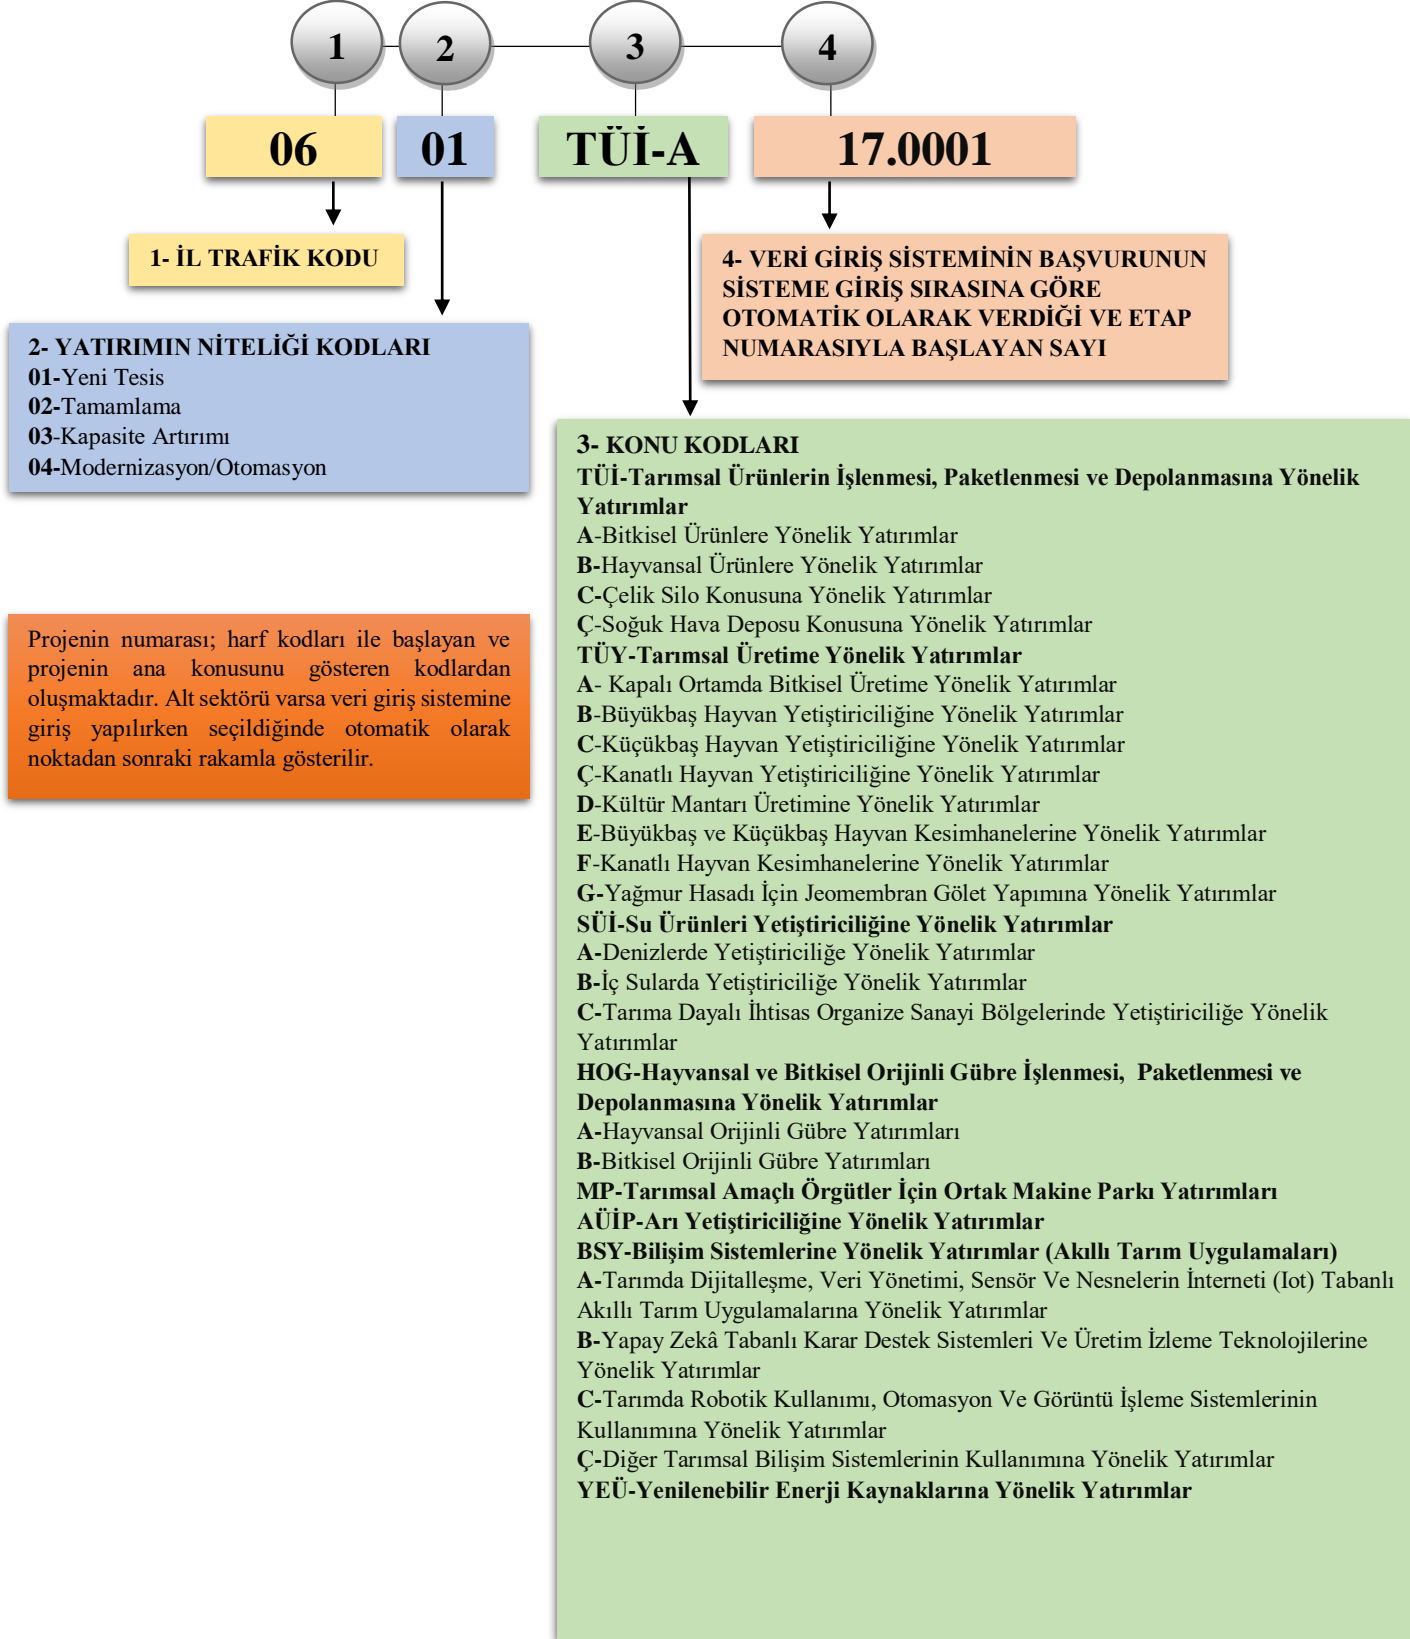 1
2
3
4
06
01
TÜİ-A
17.0001
1- İL TRAFİK KODU
4- VERİ GİRİŞ SİSTEMİNİN BAŞVURUNUN
SİSTEME GİRİŞ SIRASINA GÖRE
OTOMATİK OLARAK VERDİĞİ VE ETAP
NUMARASIYLA BAŞLAYAN SAYI
2- YATIRIMIN NİTELİĞİ KODLARI
01-Yeni Tesis
02-Tamamlama
03-Kapasite Artırımı
04-Modernizasyon/Otomasyon
Projenin numarası; harf kodları ile başlayan ve
projenin ana konusunu gösteren kodlardan
oluşmaktadır. Alt sektörü varsa veri giriş sistemine
giriş yapılırken seçildiğinde otomatik olarak
noktadan sonraki rakamla gösterilir.
3- KONU KODLARI
TÜİ-Tarımsal Ürünlerin İşlenmesi, Paketlenmesi ve Depolanmasına Yönelik
Yatırımlar
A-Bitkisel Ürünlere Yönelik Yatırımlar
B-Hayvansal Ürünlere Yönelik Yatırımlar
C-Çelik Silo Konusuna Yönelik Yatırımlar
Ç-Soğuk Hava Deposu Konusuna Yönelik Yatırımlar
TÜY-Tarımsal Üretime Yönelik Yatırımlar
A- Kapalı Ortamda Bitkisel Üretime Yönelik Yatırımlar
B-Büyükbaş Hayvan Yetiştiriciliğine Yönelik Yatırımlar
C-Küçükbaş Hayvan Yetiştiriciliğine Yönelik Yatırımlar
Ç-Kanatlı Hayvan Yetiştiriciliğine Yönelik Yatırımlar
D-Kültür Mantarı Üretimine Yönelik Yatırımlar
E-Büyükbaş ve Küçükbaş Hayvan Kesimhanelerine Yönelik Yatırımlar
F-Kanatlı Hayvan Kesimhanelerine Yönelik Yatırımlar
G-Yağmur Hasadı İçin Jeomembran Gölet Yapımına Yönelik Yatırımlar
SÜİ-Su Ürünleri Yetiştiriciliğine Yönelik Yatırımlar
A-Denizlerde Yetiştiriciliğe Yönelik Yatırımlar
B-İç Sularda Yetiştiriciliğe Yönelik Yatırımlar
C-Tarıma Dayalı İhtisas Organize Sanayi Bölgelerinde Yetiştiriciliğe Yönelik
Yatırımlar
HOG-Hayvansal ve Bitkisel Orijinli Gübre İşlenmesi, Paketlenmesi ve
Depolanmasına Yönelik Yatırımlar
A-Hayvansal Orijinli Gübre Yatırımları
B-Bitkisel Orijinli Gübre Yatırımları
MP-Tarımsal Amaçlı Örgütler İçin Ortak Makine Parkı Yatırımları
AÜİP-Arı Yetiştiriciliğine Yönelik Yatırımlar
BSY-Bilişim Sistemlerine Yönelik Yatırımlar (Akıllı Tarım Uygulamaları)
A-Tarımda Dijitalleşme, Veri Yönetimi, Sensör Ve Nesnelerin İnterneti (Iot) Tabanlı
Akıllı Tarım Uygulamalarına Yönelik Yatırımlar
B-Yapay Zekâ Tabanlı Karar Destek Sistemleri Ve Üretim İzleme Teknolojilerine
Yönelik Yatırımlar
C-Tarımda Robotik Kullanımı, Otomasyon Ve Görüntü İşleme Sistemlerinin
Kullanımına Yönelik Yatırımlar
Ç-Diğer Tarımsal Bilişim Sistemlerinin Kullanımına Yönelik Yatırımlar
YEÜ-Yenilenebilir Enerji Kaynaklarına Yönelik Yatırımlar